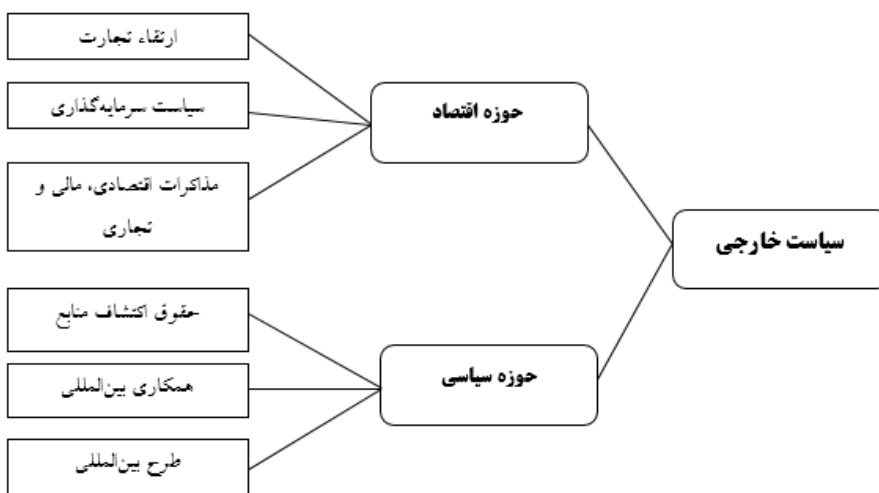 سیاست خارجی
حوزه اقتصاد
ارتقاء تجارت
سیاست سرمایه‌گذاری
مذاکرات اقتصادی، مالی و
تجاری
حوزه سیاسی
حقوق اکتشاف منابع
همکاری بین‌المللی
طرح بین‌المللی